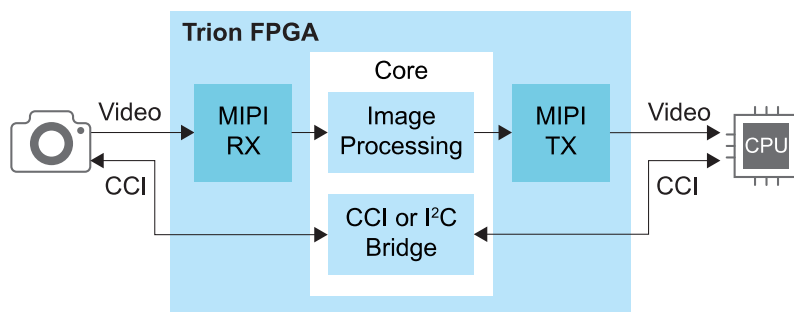 Trion FPGA
Core
Video
MIPI
RX
Image
Processing
MIPI
TX
Video
CPU
CCI
CCI or I²C
Bridge
CCI